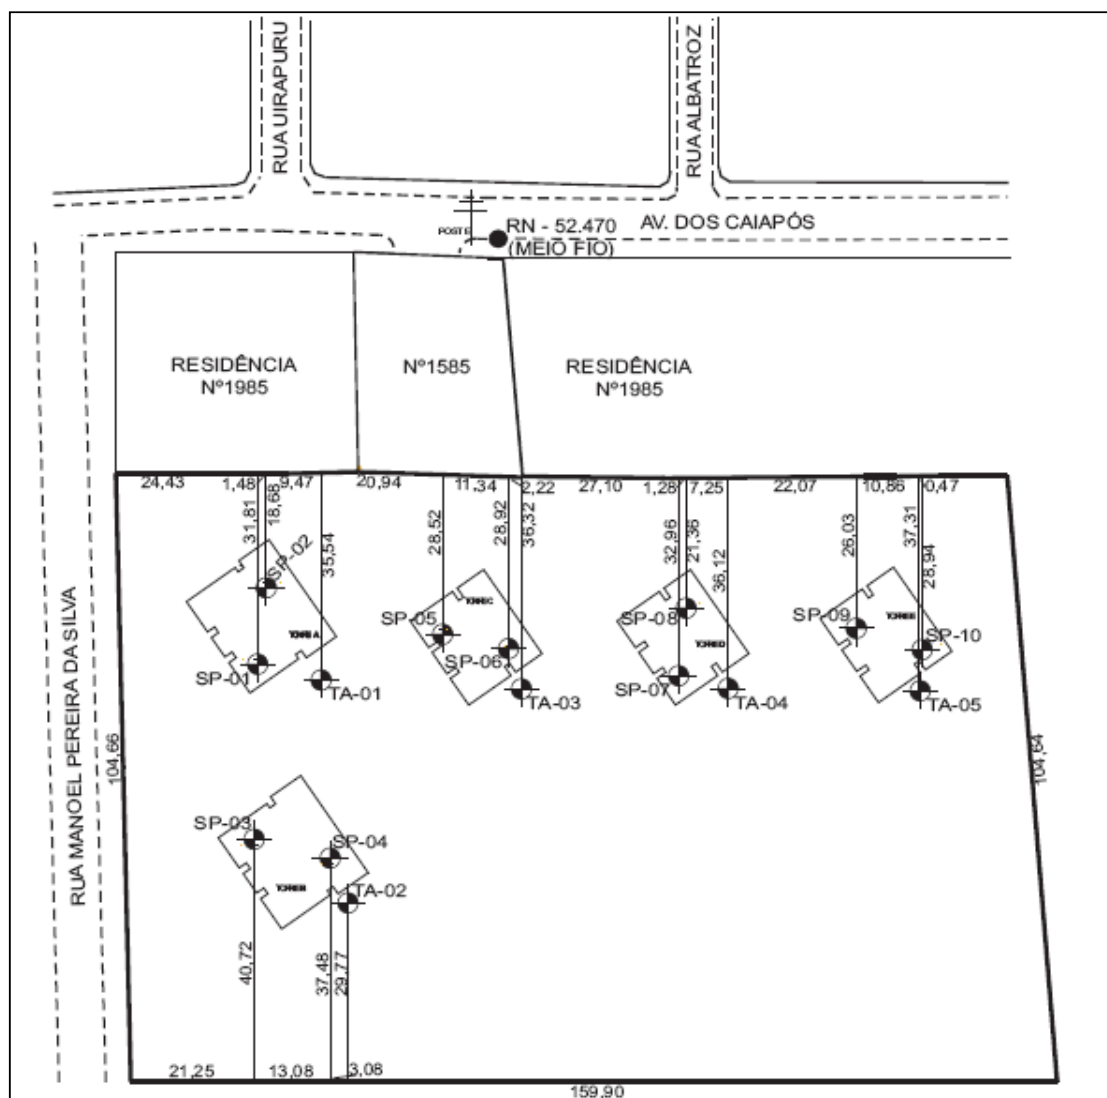 RUA UIRAPURU
RUA ALBATROZ
AV. DOS CAIAPÓS
POSTE
RN - 52.470
(MEIO FIO)
RESIDÊNCIA
Nº1985
Nº1585
RESIDÊNCIA
Nº1985
24,43
1,48
9,47
20,94
11,34
2,22
27,10
1,28
7,25
22,07
10,86
0,47
31,81
18,68
35,54
28,52
28,92
36,32
32,96
21,36
36,12
26,03
37,31
28,94
SP-02
TORRE A
SP-01
TA-01
SP-05
TORRE C
SP-06
TA-03
SP-08
TORRE D
SP-07
TA-04
SP-09
TORRE E
SP-10
TA-05
RUA MANOEL PEREIRA DA SILVA
104,66
104,64
SP-03
SP-04
TORRE B
TA-02
40,72
37,48
29,77
21,25
13,08
3,08
159,90